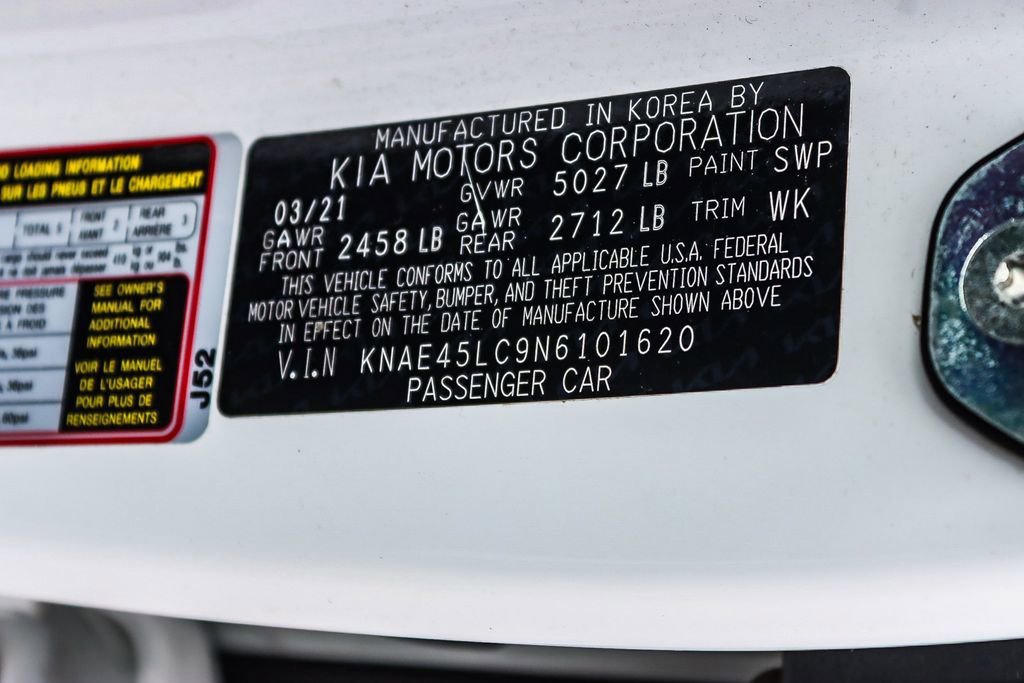 MANUFACTURED IN KOREA BY
KIA MOTORS CORPORATION
03/21 GVWR 5027 LB PAINT SWP
GAWR FRONT 2458 LB GAWR REAR 2712 LB TRIM WK
THIS VEHICLE CONFORMS TO ALL APPLICABLE U.S.A. FEDERAL
MOTOR VEHICLE SAFETY, BUMPER, AND THEFT PREVENTION STANDARDS
IN EFFECT ON THE DATE OF MANUFACTURE SHOWN ABOVE
V.I.N KNAE45LC9N6101620
PASSENGER CAR
LOADING INFORMATION
SUR LES PNEUS ET LE CHARGEMENT
TOTAL 5 FRONT 2 REAR 3
ARRIÈRE
SEE OWNER'S
MANUAL FOR
ADDITIONAL
INFORMATION
VOIR LE MANUEL
DE L'USAGER
POUR PLUS DE
RENSEIGNEMENTS
J52